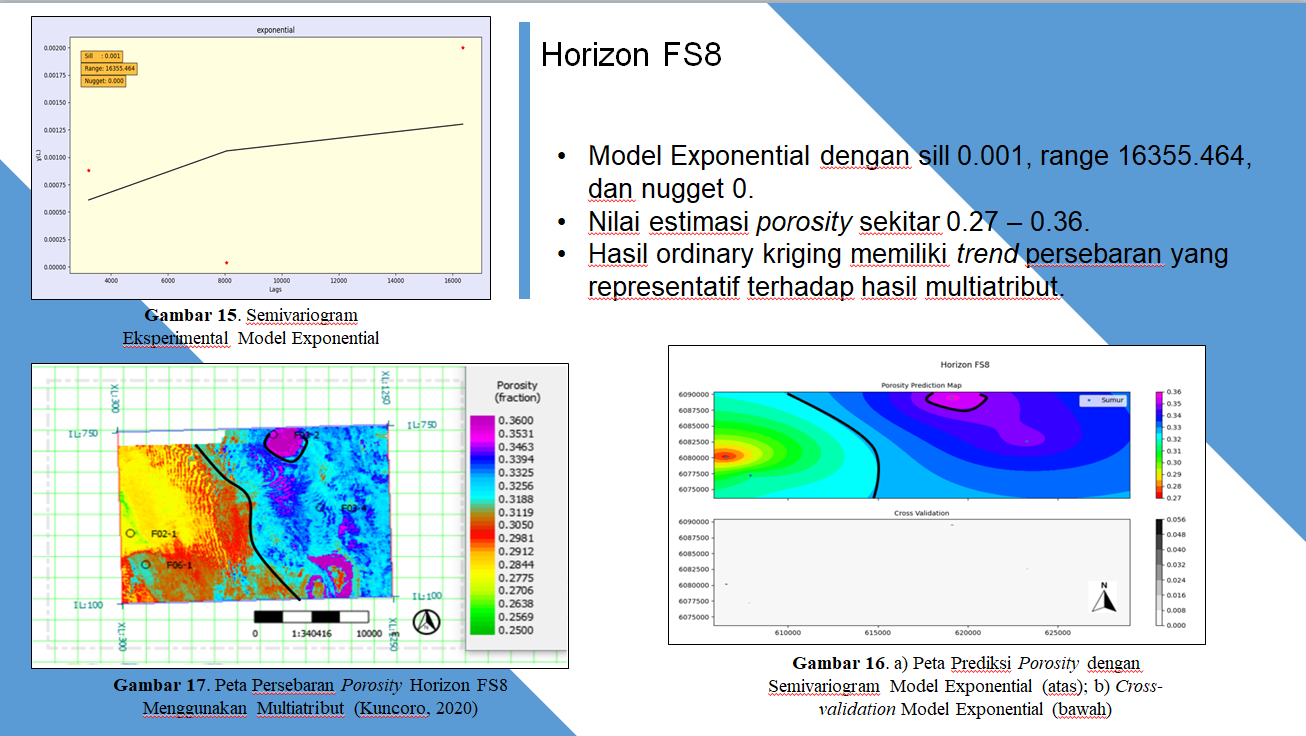 exponential
Sill : 0.001
Range: 16355.464
Nugget: 0.000
0.00200
0.00175
0.00150
0.00125
0.00100
0.00075
0.00050
0.00025
0.00000
γ(L)
4000 6000 8000 10000 12000 14000 16000
Lags
Gambar 15. Semivariogram
Eksperimental Model Exponential
Horizon FS8
• Model Exponential dengan sill 0.001, range 16355.464,
dan nugget 0.
• Nilai estimasi porosity sekitar 0.27 – 0.36.
• Hasil ordinary kriging memiliki trend persebaran yang
representatif terhadap hasil multiatribut.
XL:300
XL:1250
IL:750
IL:750
F02-1
F06-1
IL:100
IL:100
XL:300
0 1:340416 10000
Porosity
(fraction)
0.3600
0.3531
0.3463
0.3394
0.3325
0.3256
0.3188
0.3119
0.3050
0.2981
0.2912
0.2844
0.2775
0.2706
0.2638
0.2569
0.2500
Gambar 17. Peta Persebaran Porosity Horizon FS8
Menggunakan Multiatribut (Kuncoro, 2020)
Horizon FS8
Porosity Prediction Map
Sumur
6090000
6087500
6085000
6082500
6080000
6077500
6075000
0.36
0.35
0.34
0.33
0.32
0.31
0.30
0.29
0.28
0.27
Cross Validation
6090000
6087500
6085000
6082500
6080000
6077500
6075000
N
610000 615000 620000 625000
0.056
0.048
0.040
0.032
0.024
0.016
0.008
0.000
Gambar 16. a) Peta Prediksi Porosity dengan
Semivariogram Model Exponential (atas); b) Cross-
validation Model Exponential (bawah)